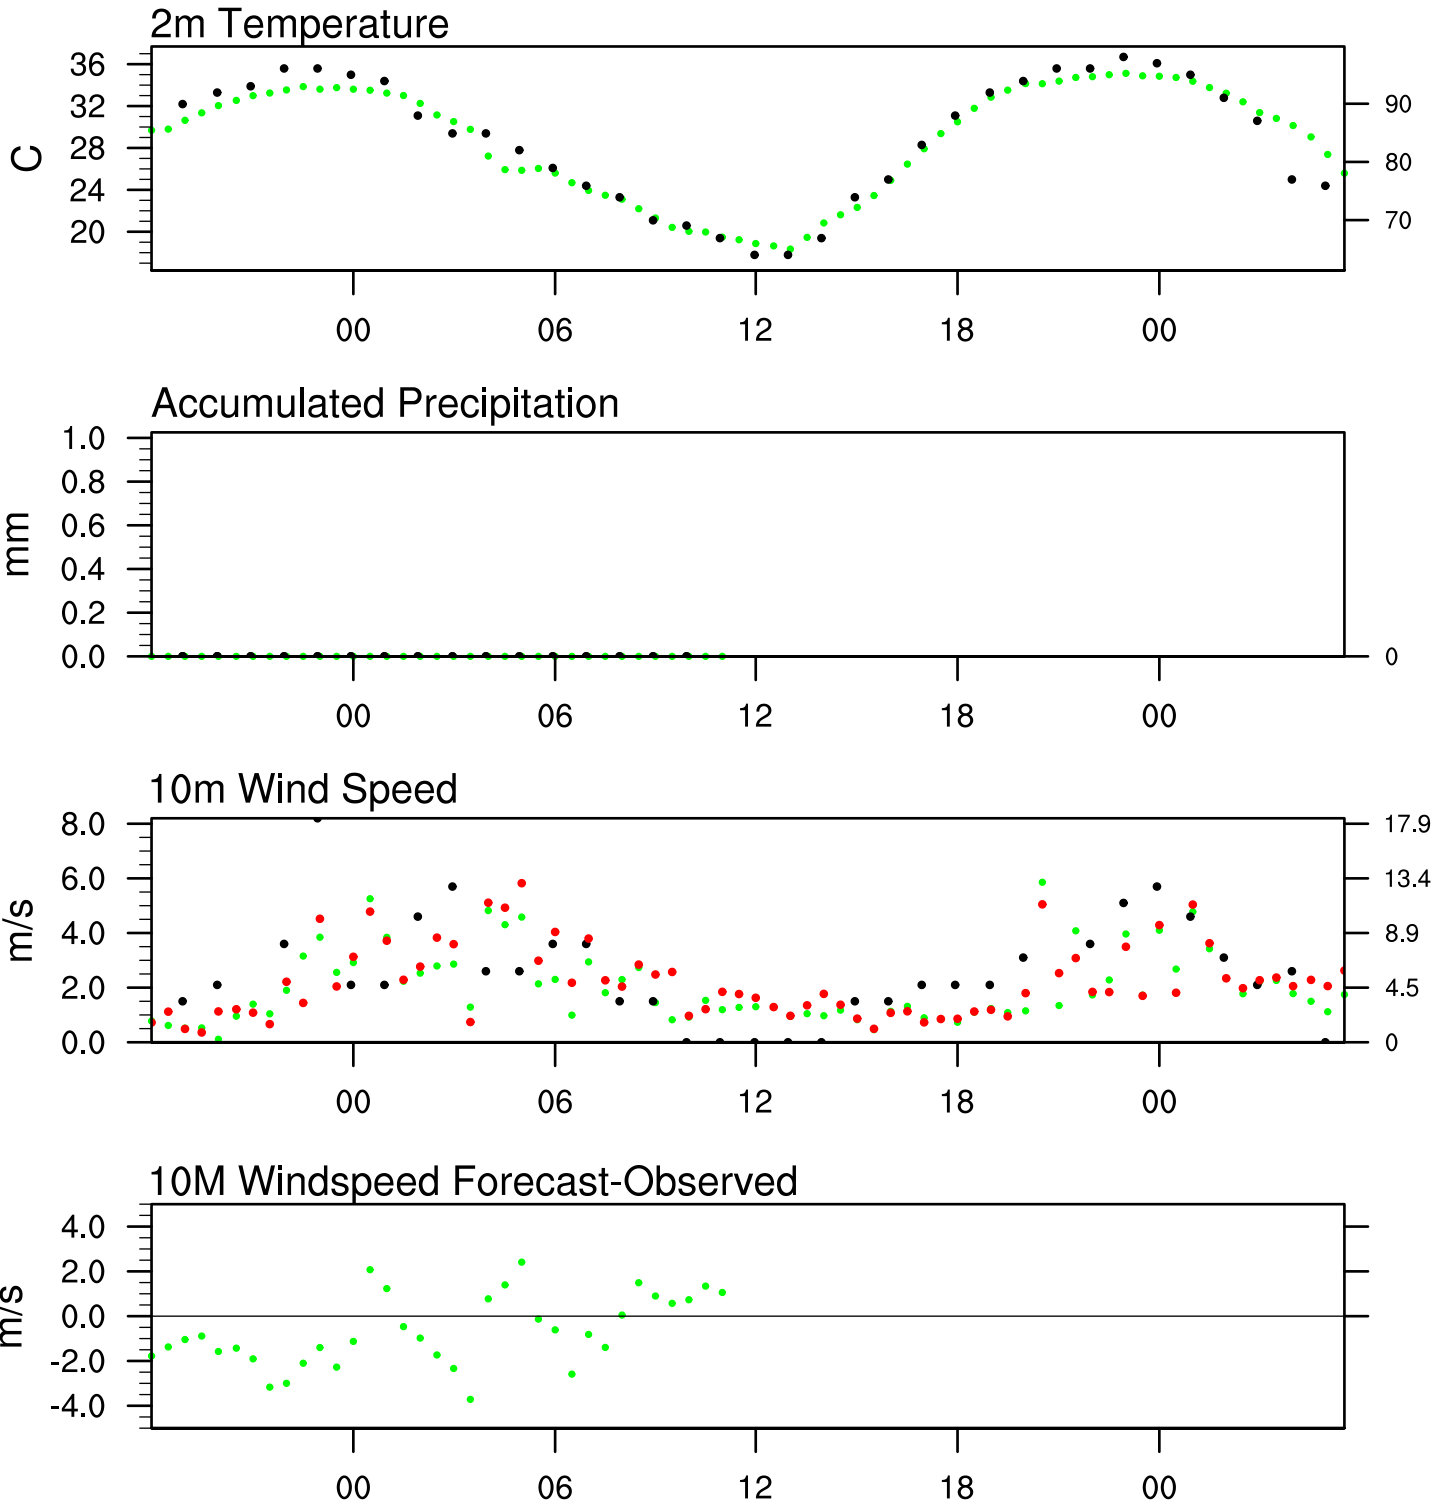 2m Temperature
36
32
28
24
20
C
90
80
70
00 06 12 18 00
Accumulated Precipitation
1.0
0.8
0.6
0.4
0.2
0.0
mm
0
00 06 12 18 00
10m Wind Speed
8.0
6.0
4.0
2.0
0.0
m/s
17.9
13.4
8.9
4.5
0
00 06 12 18 00
10M Windspeed Forecast-Observed
4.0
2.0
0.0
-2.0
-4.0
m/s
00 06 12 18 00